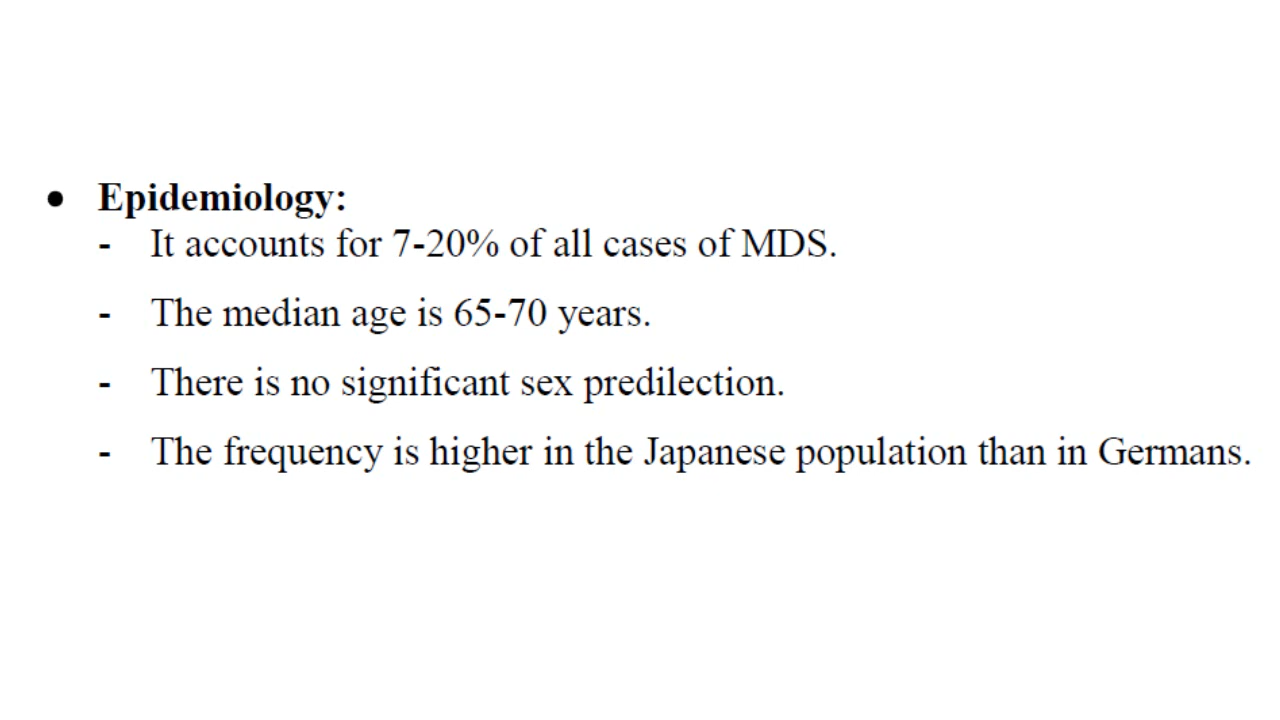 ● Epidemiology:
- It accounts for 7-20% of all cases of MDS.
- The median age is 65-70 years.
- There is no significant sex predilection.
- The frequency is higher in the Japanese population than in Germans.